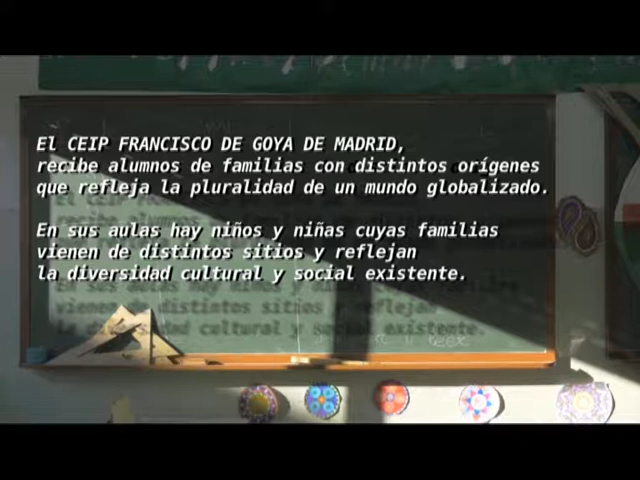 El CEIP FRANCISCO DE GOYA DE MADRID,
recibe alumnos de familias con distintos orígenes
que refleja la pluralidad de un mundo globalizado.
En sus aulas hay niños y niñas cuyas familias
vienen de distintos sitios y reflejan
la diversidad cultural y social existente.